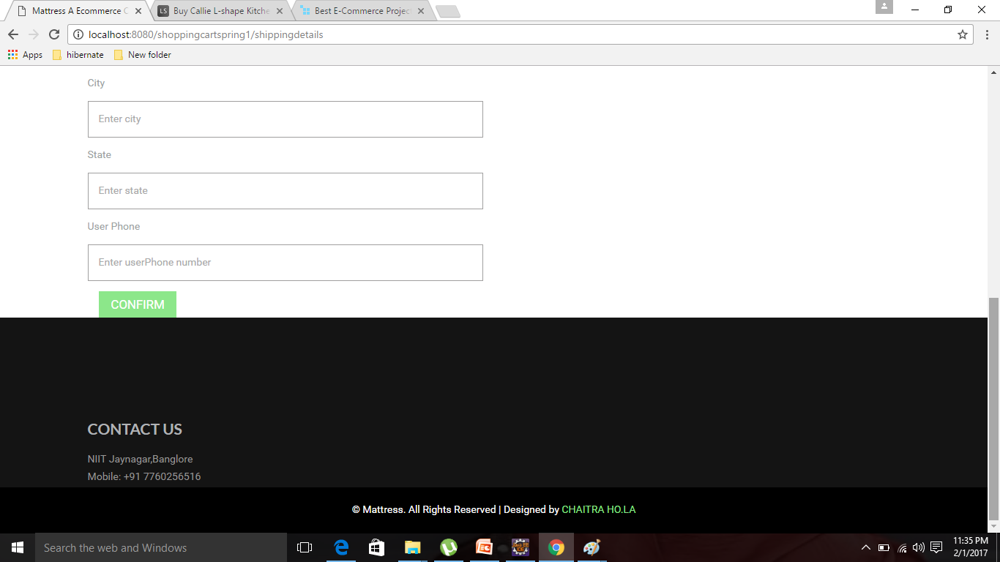 Mattress A Ecommerce C
LS Buy Callie L-shape Kitche
Best E-Commerce Projec
localhost:8080/shoppingcartspring1/shippingdetails
Apps hibernate New folder
City
Enter city
State
Enter state
User Phone
Enter userPhone number
CONFIRM
CONTACT US
NIIT Jaynagar,Banglore
Mobile: +91 7760256516
© Mattress. All Rights Reserved | Designed by CHAITRA HO.LA
Search the web and Windows
11:35 PM
2/1/2017